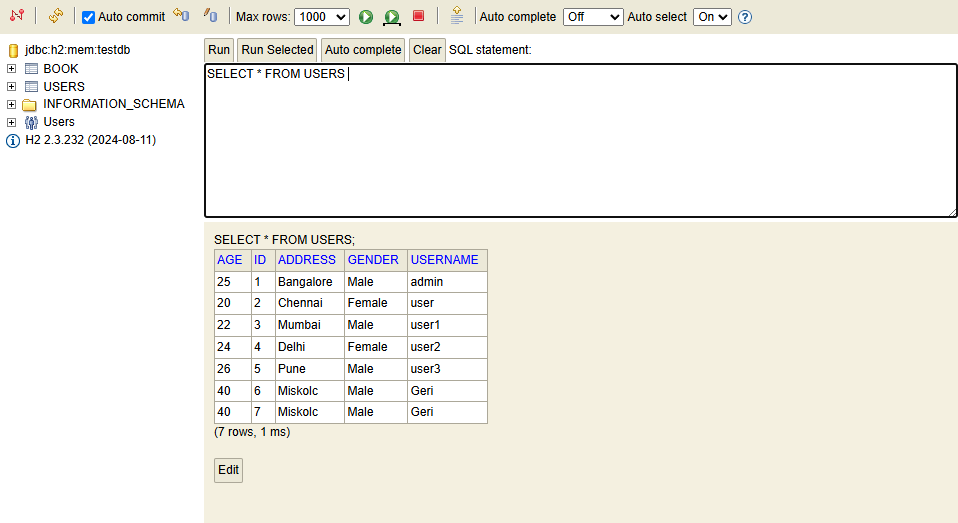 Auto commit Max rows: 1000 Auto complete Off Auto select On
jdbc:h2:mem:testdb
BOOK
USERS
INFORMATION_SCHEMA
Users
H2 2.3.232 (2024-08-11)
Run Run Selected Auto complete Clear SQL statement:
SELECT * FROM USERS
SELECT * FROM USERS;
AGE ID ADDRESS GENDER USERNAME
25 1 Bangalore Male admin
20 2 Chennai Female user
22 3 Mumbai Male user1
24 4 Delhi Female user2
26 5 Pune Male user3
40 6 Miskolc Male Geri
40 7 Miskolc Male Geri
(7 rows, 1 ms)
Edit